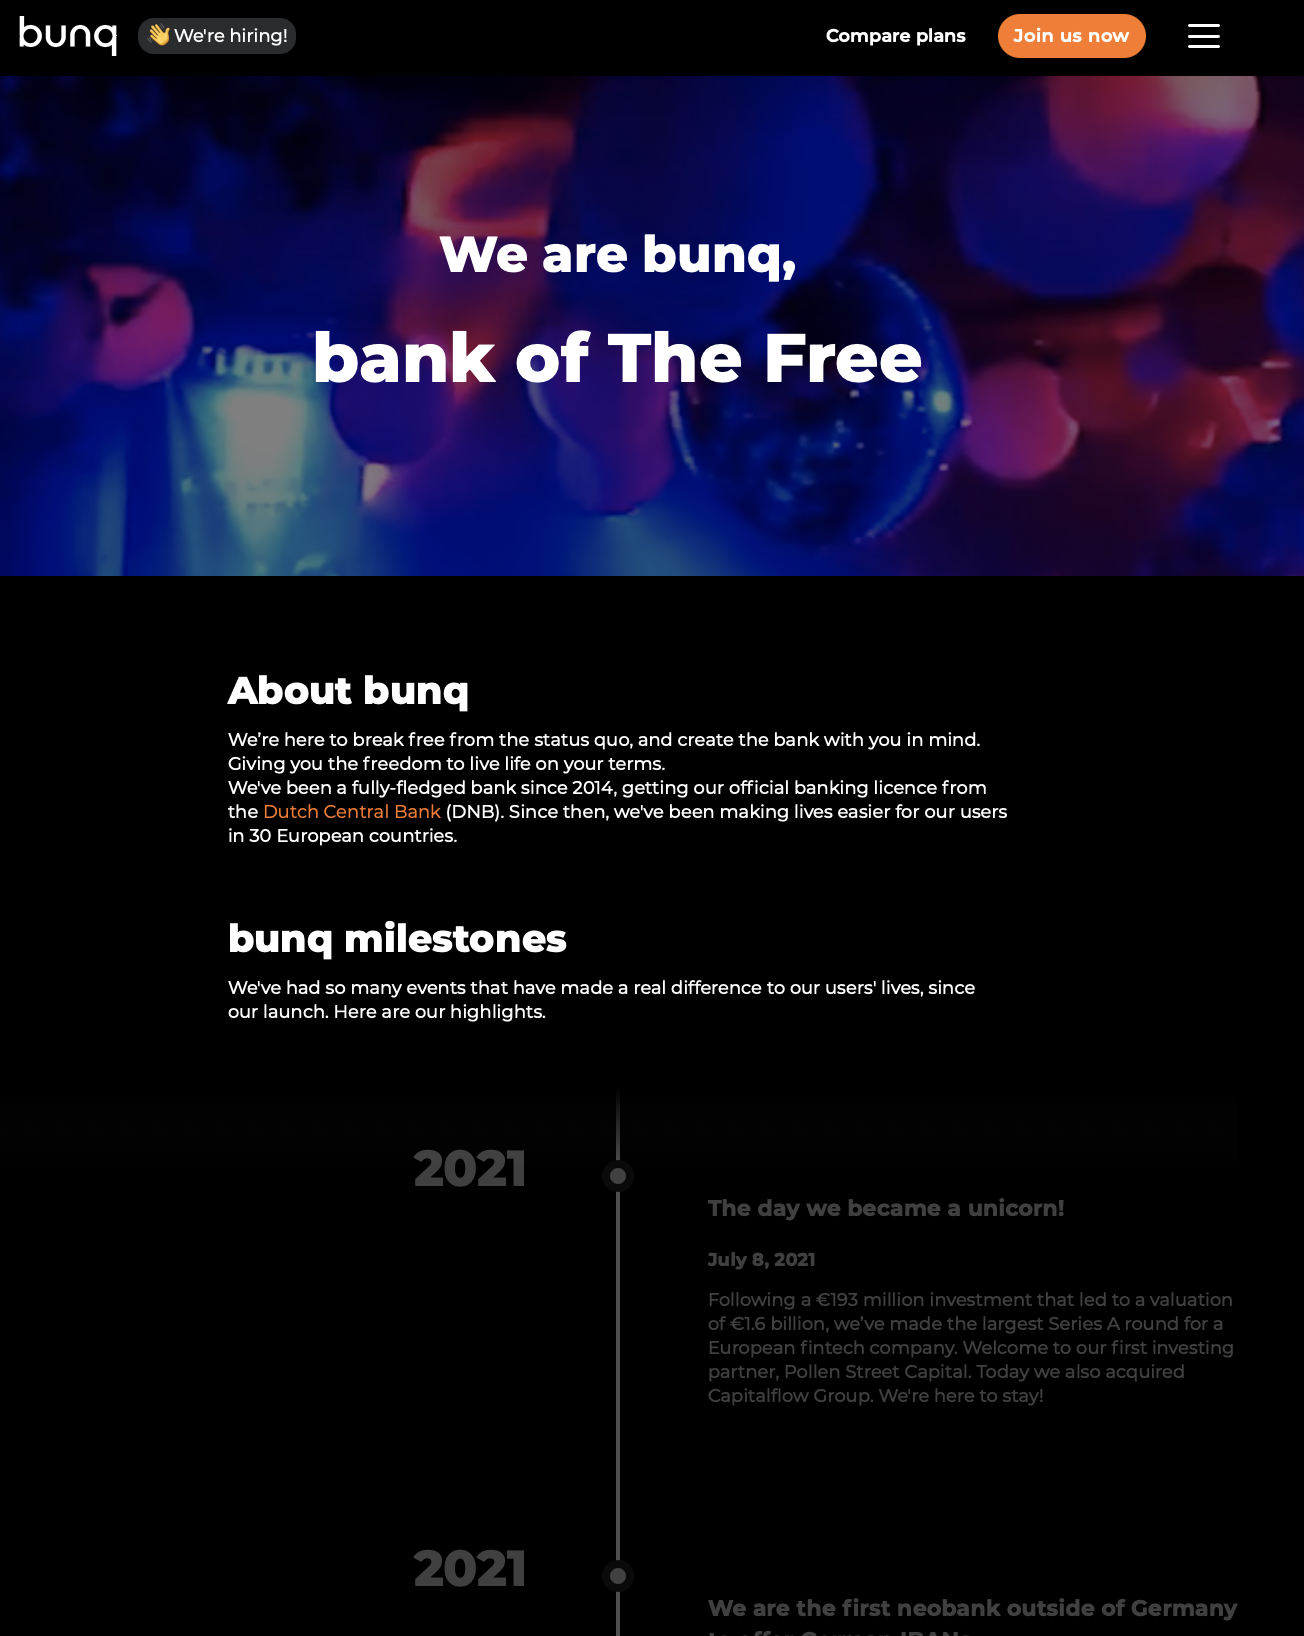 bunq
👋 We're hiring!
Compare plans
Join us now
We are bunq,
bank of The Free
About bunq
We’re here to break free from the status quo, and create the bank with you in mind.
Giving you the freedom to live life on your terms.
We've been a fully-fledged bank since 2014, getting our official banking licence from
the Dutch Central Bank (DNB). Since then, we've been making lives easier for our users
in 30 European countries.
bunq milestones
We've had so many events that have made a real difference to our users' lives, since
our launch. Here are our highlights.
2021
The day we became a unicorn!
July 8, 2021
Following a €193 million investment that led to a valuation
of €1.6 billion, we’ve made the largest Series A round for a
European fintech company. Welcome to our first investing
partner, Pollen Street Capital. Today we also acquired
Capitalflow Group. We're here to stay!
2021
We are the first neobank outside of Germany
to offer German IBANs